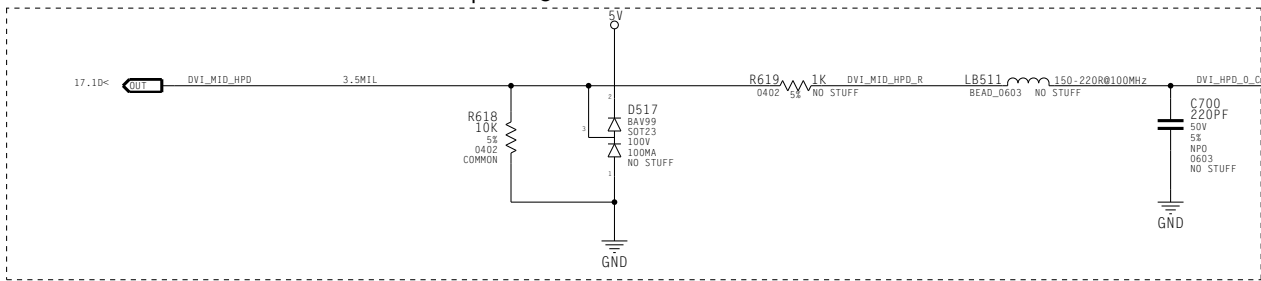 5V
17.1D<
OUT
DVI_MID_HPD
3.5MIL
R618
10K
5%
0402
COMMON
2
3
1
D517
BAV99
SOT23
100V
100MA
NO STUFF
GND
R619
1K
0402
5%
NO STUFF
DVI_MID_HPD_R
LB511
150-220R@100MHz
BEAD_0603
NO STUFF
DVI_HPD_O_C
C700
220PF
50V
5%
NPO
0603
NO STUFF
GND